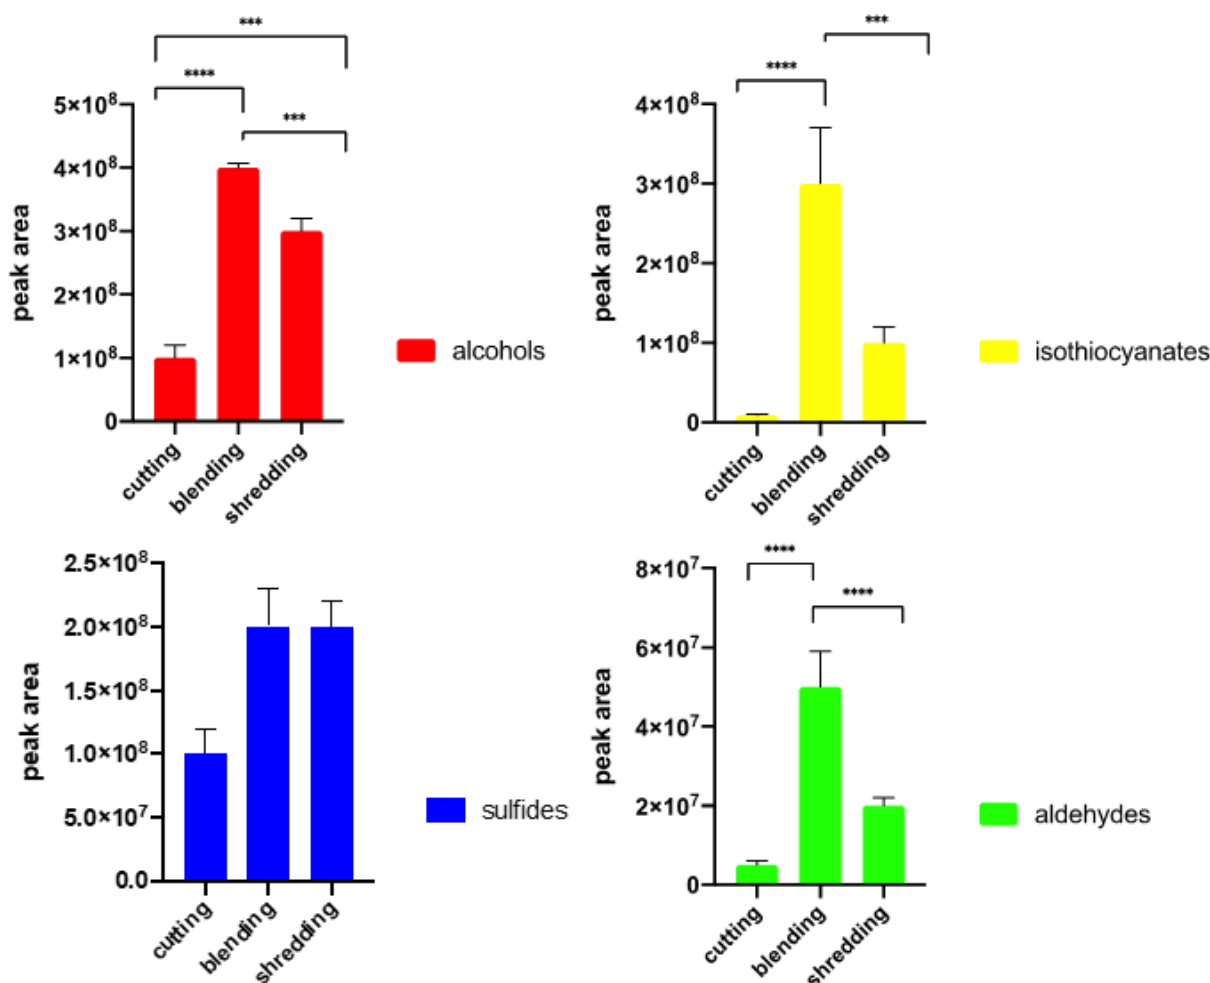 ***
****
***
5×10⁸
4×10⁸
3×10⁸
2×10⁸
1×10⁸
0
peak area
cutting
blending
shredding
alcohols
***
****
4×10⁸
3×10⁸
2×10⁸
1×10⁸
0
peak area
cutting
blending
shredding
isothiocyanates
2.5×10⁸
2.0×10⁸
1.5×10⁸
1.0×10⁸
5.0×10⁷
0.0
peak area
cutting
blending
shredding
sulfides
****
****
8×10⁷
6×10⁷
4×10⁷
2×10⁷
0
peak area
cutting
blending
shredding
aldehydes